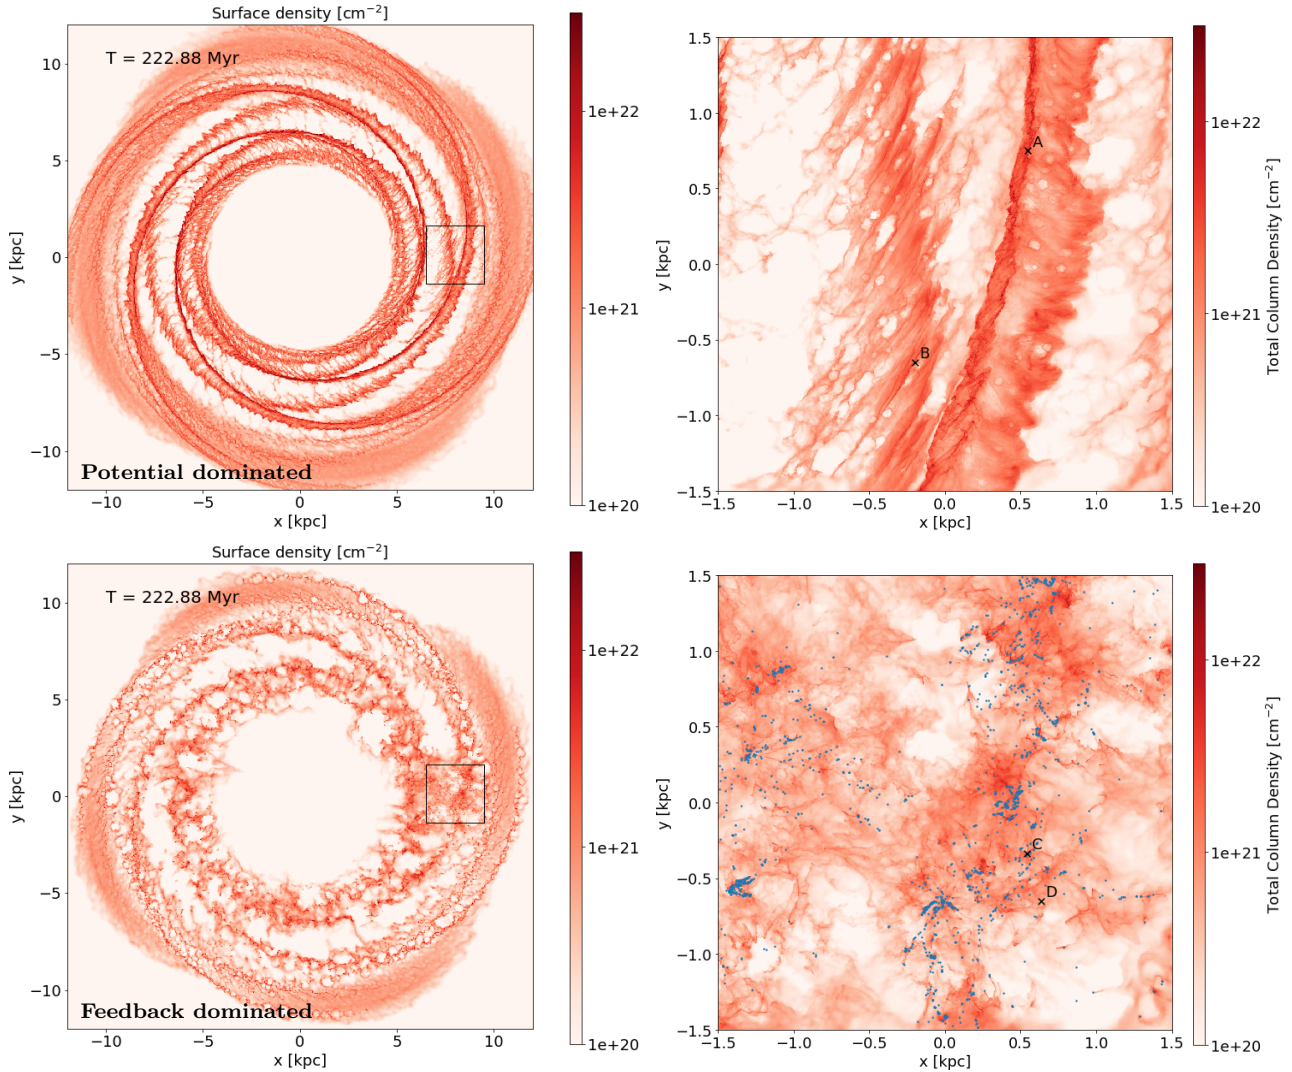 Surface density [cm⁻²]
T = 222.88 Myr
10
5
0
−5
−10
y [kpc]
−10
−5
0
5
10
x [kpc]
Potential dominated
1e+22
1e+21
1e+20
1.5
1.0
0.5
0.0
−0.5
−1.0
−1.5
y [kpc]
A
B
−1.5
−1.0
−0.5
0.0
0.5
1.0
1.5
x [kpc]
1e+22
1e+21
1e+20
Total Column Density [cm⁻²]
Surface density [cm⁻²]
T = 222.88 Myr
10
5
0
−5
−10
y [kpc]
−10
−5
0
5
10
x [kpc]
Feedback dominated
1e+22
1e+21
1e+20
1.5
1.0
0.5
0.0
−0.5
−1.0
−1.5
y [kpc]
C
D
−1.5
−1.0
−0.5
0.0
0.5
1.0
1.5
x [kpc]
1e+22
1e+21
1e+20
Total Column Density [cm⁻²]